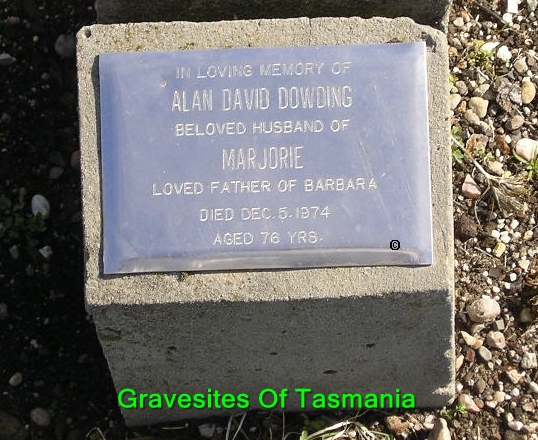 IN LOVING MEMORY OF
ALAN DAVID DOWDING
BELOVED HUSBAND OF
MARJORIE
LOVED FATHER OF BARBARA
DIED DEC. 5. 1974
AGED 76 YRS.
©
Gravesites Of Tasmania